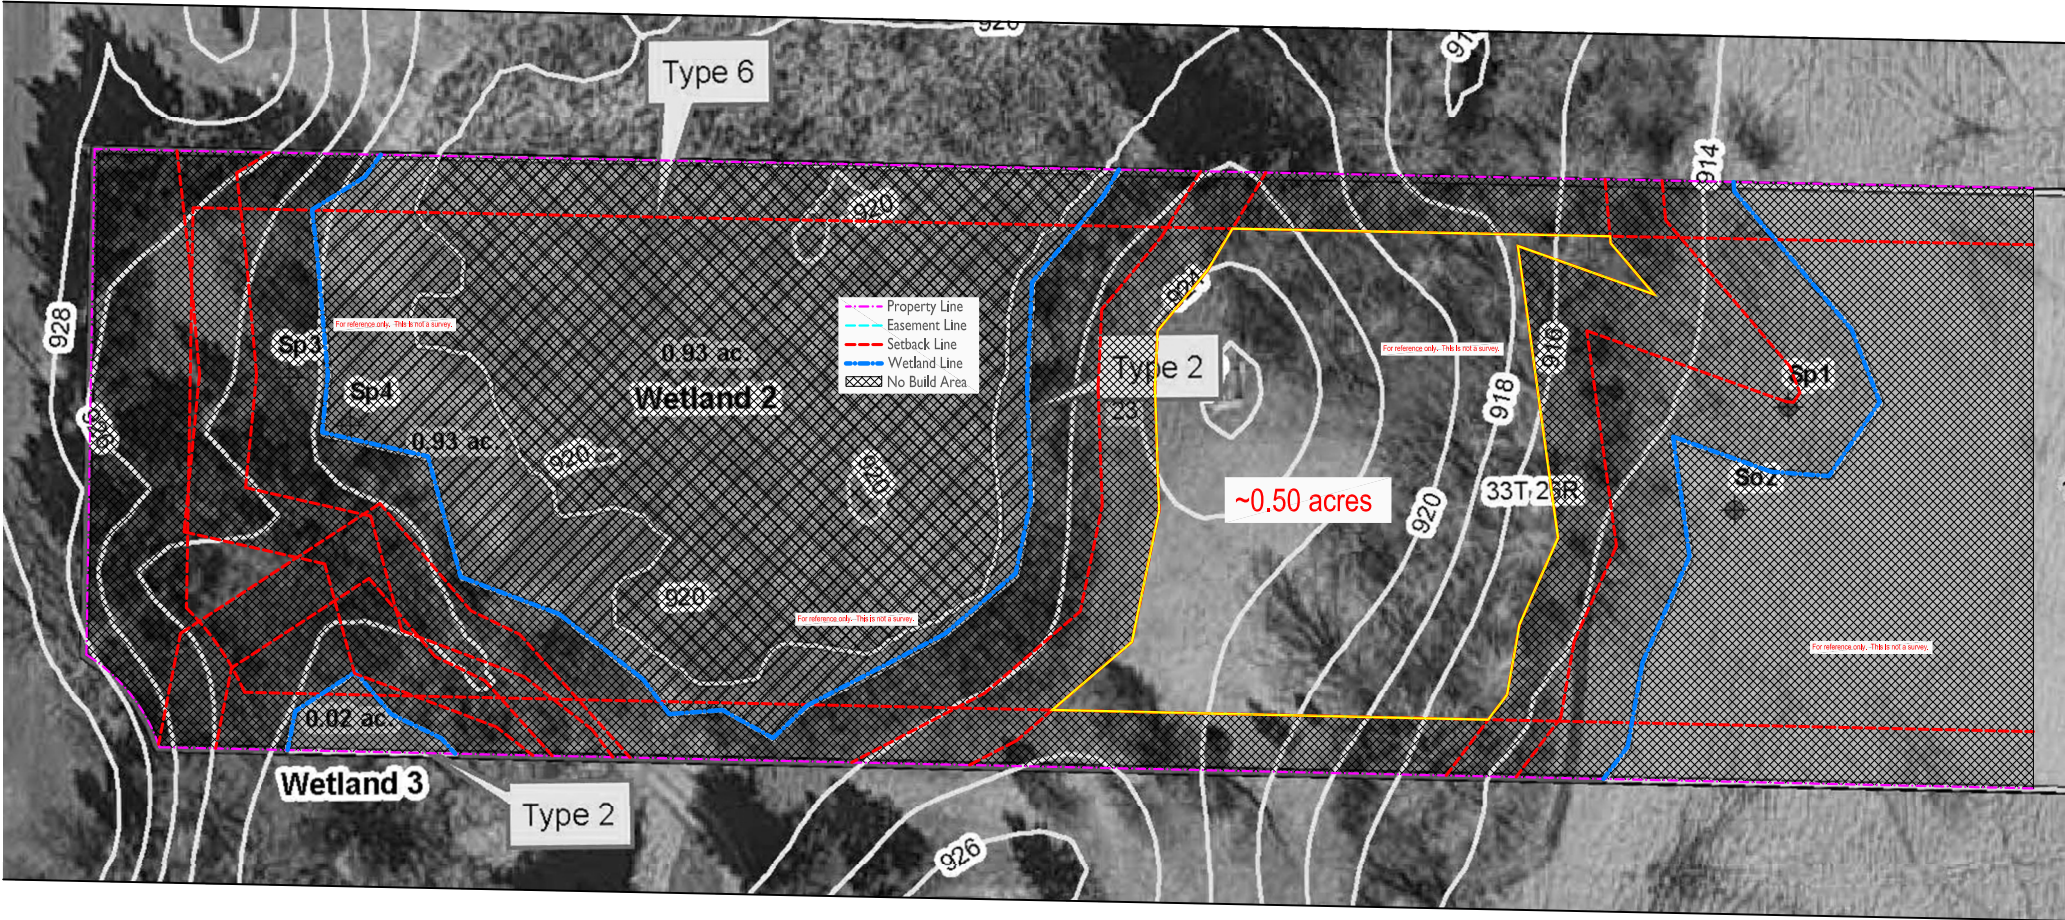 920
Type 6
914
920
928
For reference only. This is not a survey.
Sp3
Sp4
0.93 ac.
Wetland 2
Property Line
Easement Line
Setback Line
Wetland Line
No Build Area
Type 2
23
For reference only. This is not a survey.
916
918
Sp1
0.93 ac.
920
920
~0.50 acres
920
33T 26R
920
For reference only. This is not a survey.
For reference only. This is not a survey.
0.02 ac.
Wetland 3
Type 2
926